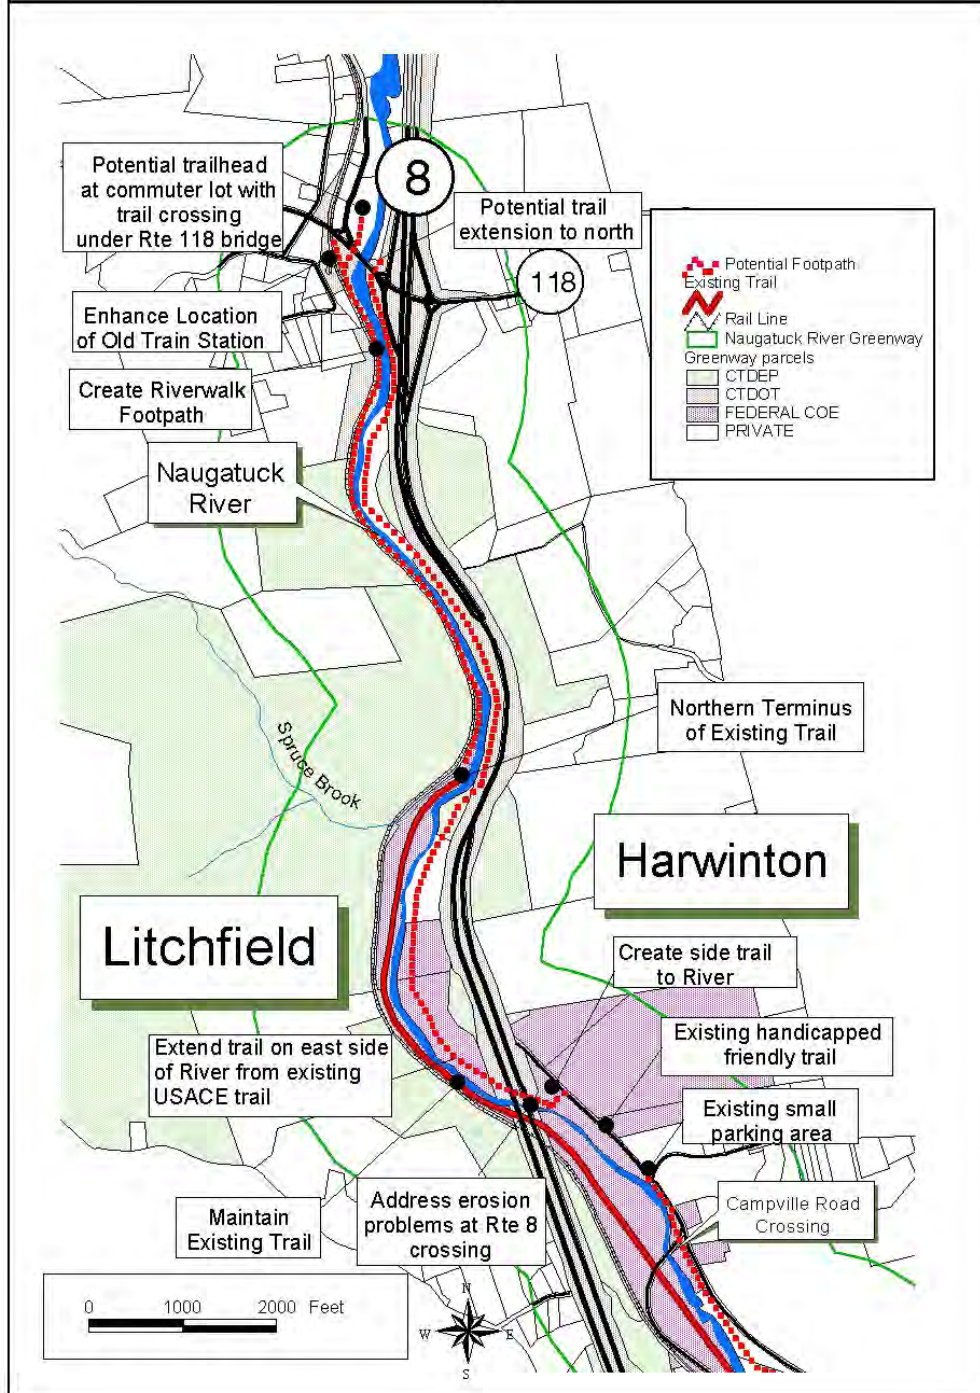 Potential trailhead
at commuter lot with
trail crossing
under Rte 118 bridge
8
Potential trail
extension to north
118
Enhance Location
of Old Train Station
Create Riverwalk
Footpath
Naugatuck
River
Potential Footpath
Existing Trail
Rail Line
Naugatuck River Greenway
Greenway parcels
CTDEP
CTDOT
FEDERAL COE
PRIVATE
Northern Terminus
of Existing Trail
Spruce Brook
Harwinton
Litchfield
Create side trail
to River
Existing handicapped
friendly trail
Extend trail on east side
of River from existing
USACE trail
Existing small
parking area
Maintain
Existing Trail
Address erosion
problems at Rte 8
crossing
Campville Road
Crossing
0 1000 2000 Feet
N
W E
S